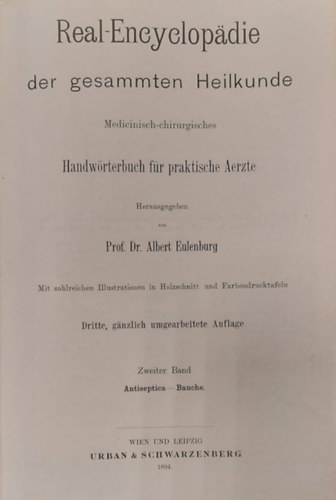 Real-Encyclopädie
der gesammten Heilkunde
Medicinisch-chirurgisches
Handwörterbuch für praktische Aerzte
Herausgegeben
von
Prof. Dr. Albert Eulenburg
Mit zahlreichen Illustrationen in Holzschnitt und Farbendrucktafeln
Dritte, gänzlich umgearbeitete Auflage
Zweiter Band
Antiseptica — Bauche.
WIEN UND LEIPZIG
URBAN & SCHWARZENBERG
1894